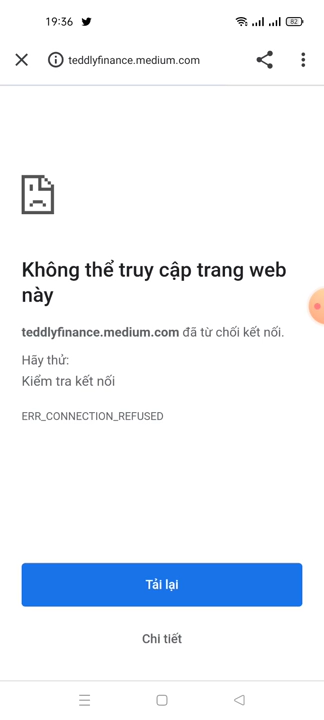 19:36
82
teddlyfinance.medium.com
Không thể truy cập trang web
này
teddlyfinance.medium.com đã từ chối kết nối.
Hãy thử:
Kiểm tra kết nối
ERR_CONNECTION_REFUSED
Tải lại
Chi tiết